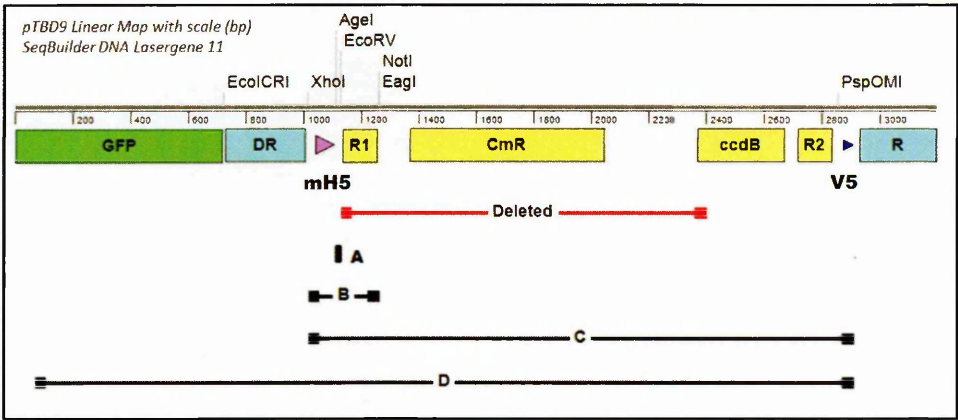 pTBD9 Linear Map with scale (bp)
SeqBuilder DNA Lasergene 11
AgeI
EcoRV
NotI
EcoICRI XhoI EagI PspOMI
200 400 600 800 1000 1200 1400 1600 1800 2000 2200 2400 2600 2800 3000
GFP DR R1 CmR ccdB R2 R
mH5 V5
Deleted
A
B
C
D